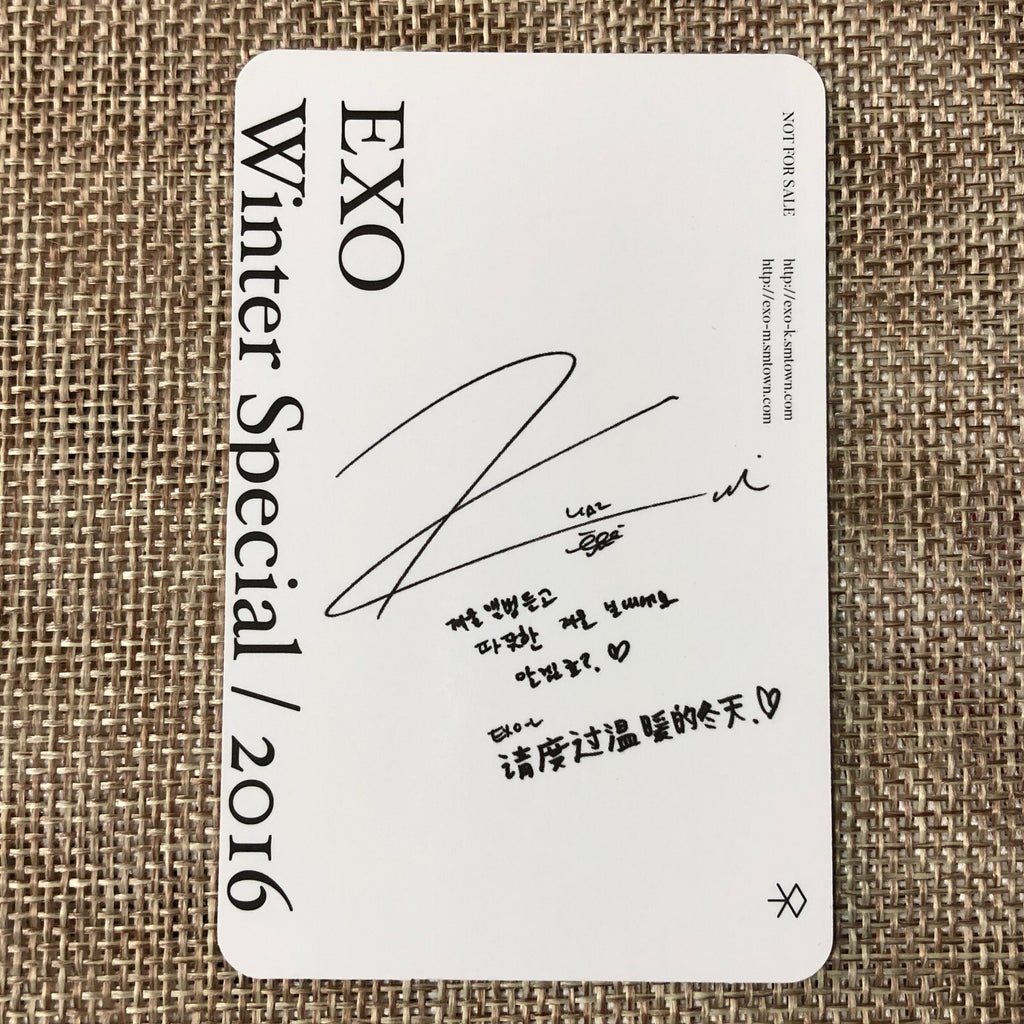 EXO
Winter Special / 2016
NOT FOR SALE
http://exo-k.smtown.com
http://exo-m.smtown.com
겨울 앨범 듣고
따뜻한 겨울 보내세요
알겠죠?. ♡
EXO-L
请度过温暖的冬天.♡